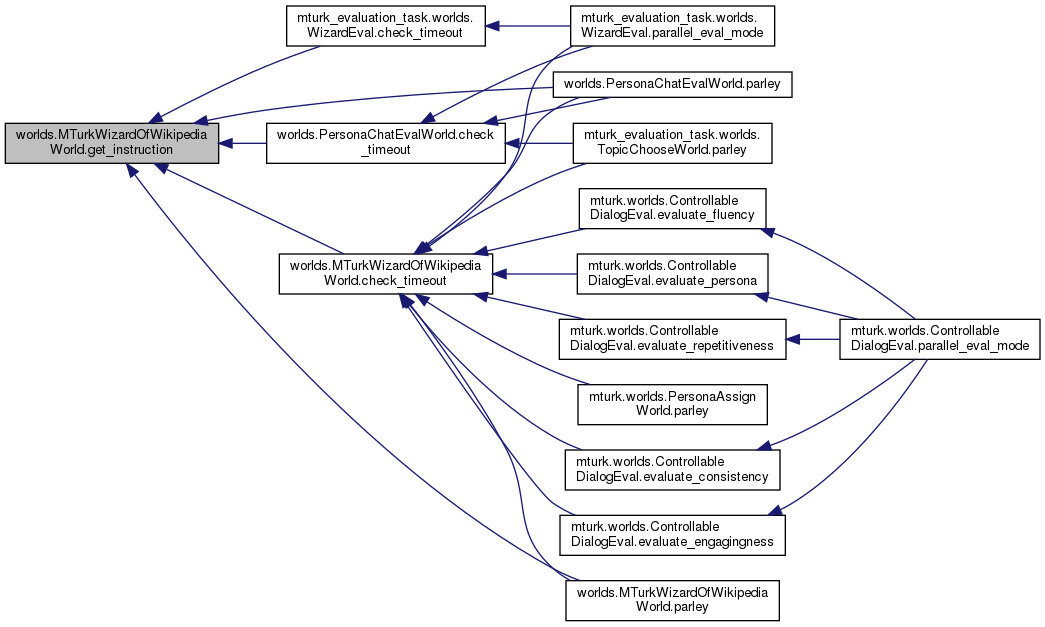 mturk_evaluation_task.worlds.
WizardEval.check_timeout
mturk_evaluation_task.worlds.
WizardEval.parallel_eval_mode
worlds.PersonaChatEvalWorld.parley
worlds.MTurkWizardOfWikipedia
World.get_instruction
worlds.PersonaChatEvalWorld.check
_timeout
mturk_evaluation_task.worlds.
TopicChooseWorld.parley
mturk.worlds.Controllable
DialogEval.evaluate_fluency
worlds.MTurkWizardOfWikipedia
World.check_timeout
mturk.worlds.Controllable
DialogEval.evaluate_persona
mturk.worlds.Controllable
DialogEval.evaluate_repetitiveness
mturk.worlds.Controllable
DialogEval.parallel_eval_mode
mturk.worlds.PersonaAssign
World.parley
mturk.worlds.Controllable
DialogEval.evaluate_consistency
mturk.worlds.Controllable
DialogEval.evaluate_engagingness
worlds.MTurkWizardOfWikipedia
World.parley